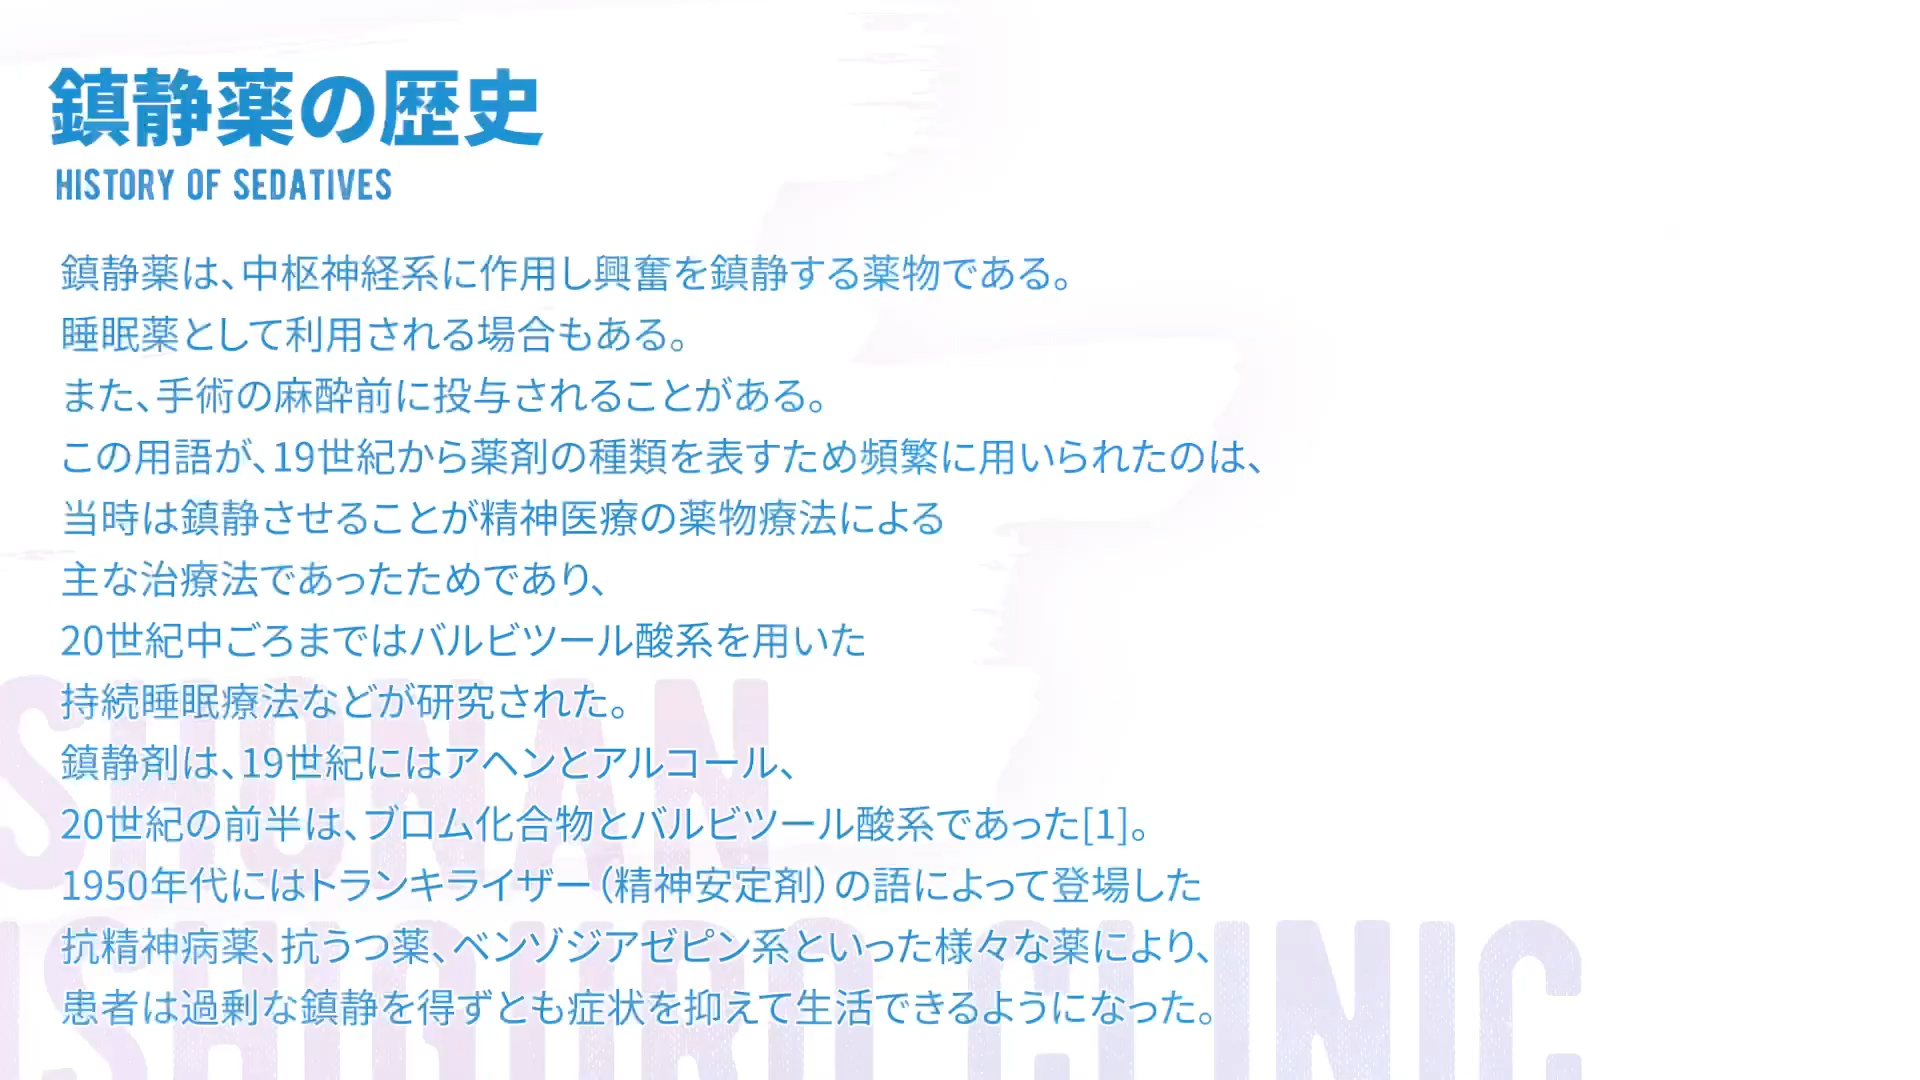 鎮静薬の歴史
HISTORY OF SEDATIVES
鎮静薬は、中枢神経系に作用し興奮を鎮静する薬物である。
睡眠薬として利用される場合もある。
また、手術の麻酔前に投与されることがある。
この用語が、19世紀から薬剤の種類を表すため頻繁に用いられたのは、
当時は鎮静させることが精神医療の薬物療法による
主な治療法であったためであり、
20世紀中ごろまではバルビツール酸系を用いた
持続睡眠療法などが研究された。
鎮静剤は、19世紀にはアヘンとアルコール、
20世紀の前半は、ブロム化合物とバルビツール酸系であった[1]。
1950年代にはトランキライザー（精神安定剤）の語によって登場した
抗精神病薬、抗うつ薬、ベンゾジアゼピン系といった様々な薬により、
患者は過剰な鎮静を得ずとも症状を抑えて生活できるようになった。
SHONAN
ISHIGURO CLINIC